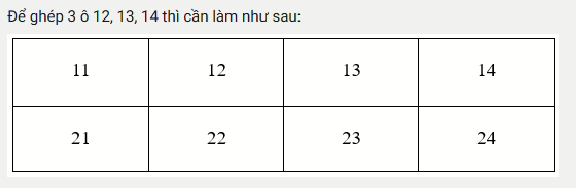 Để ghép 3 ô 12, 13, 14 thì cần làm như sau:
11 12 13 14
21 22 23 24